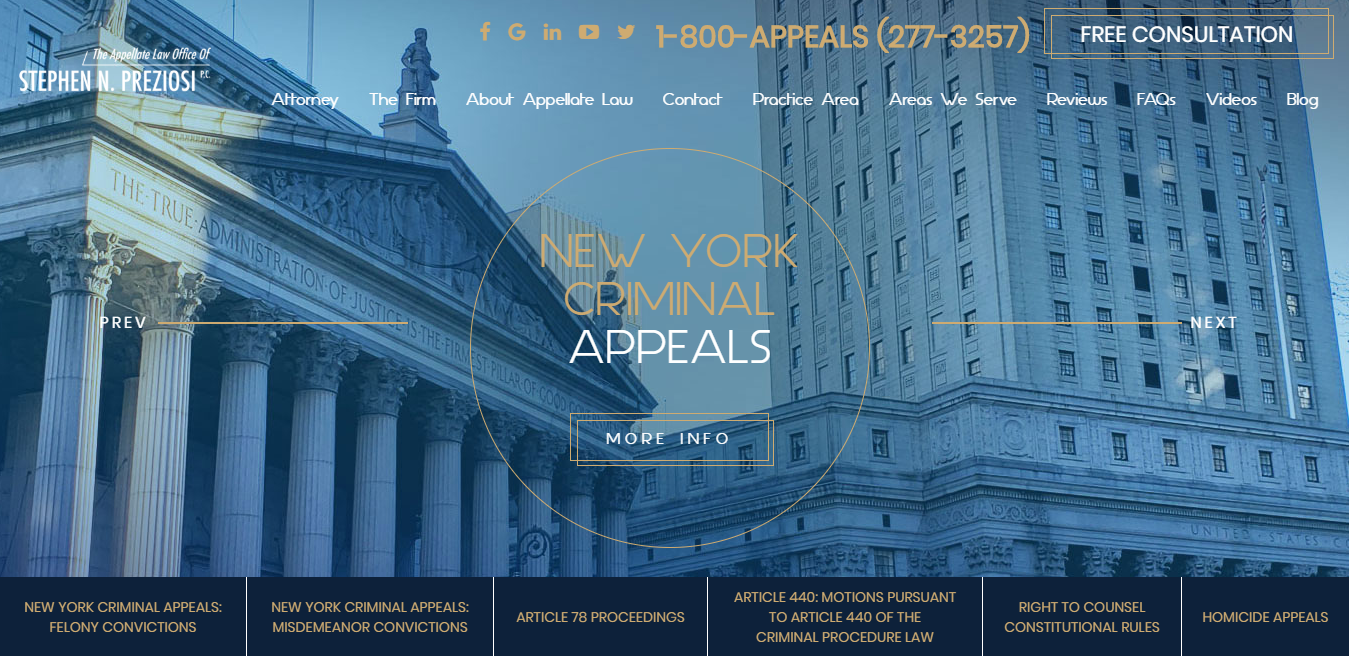 1-800-APPEALS (277-3257)
FREE CONSULTATION
The Appellate Law Office Of
STEPHEN N. PREZIOSI P.C.
Attorney The Firm About Appellate Law Contact Practice Area Areas We Serve Reviews FAQs Videos Blog
THE·TRUE·ADMINISTRATION·OF·JUSTICE·IS·THE·FIRMEST·PILLAR·OF·GOOD
NEW YORK
CRIMINAL
APPEALS
PREV
NEXT
MORE INFO
UNITED·STATES·C
NEW YORK CRIMINAL APPEALS:
FELONY CONVICTIONS
NEW YORK CRIMINAL APPEALS:
MISDEMEANOR CONVICTIONS
ARTICLE 78 PROCEEDINGS
ARTICLE 440: MOTIONS PURSUANT
TO ARTICLE 440 OF THE
CRIMINAL PROCEDURE LAW
RIGHT TO COUNSEL
CONSTITUTIONAL RULES
HOMICIDE APPEALS